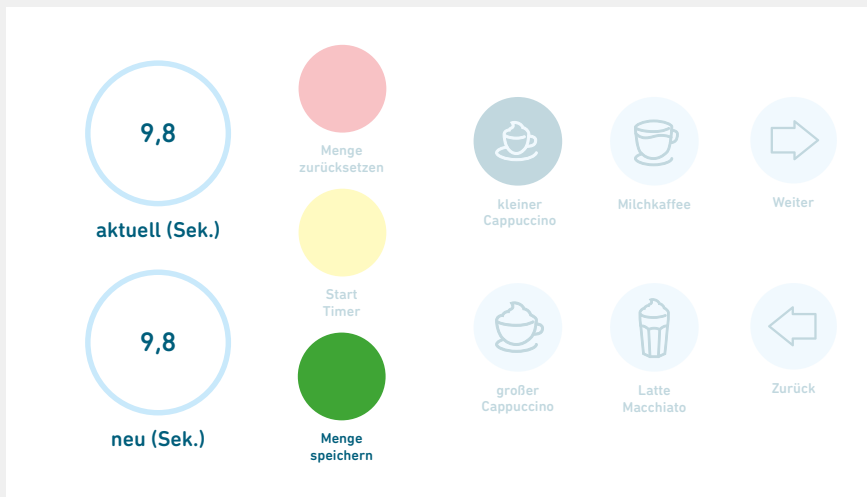 9,8
aktuell (Sek.)
9,8
neu (Sek.)
Menge
zurücksetzen
Start
Timer
Menge
speichern
kleiner
Cappuccino
Milchkaffee
Weiter
großer
Cappuccino
Latte
Macchiato
Zurück